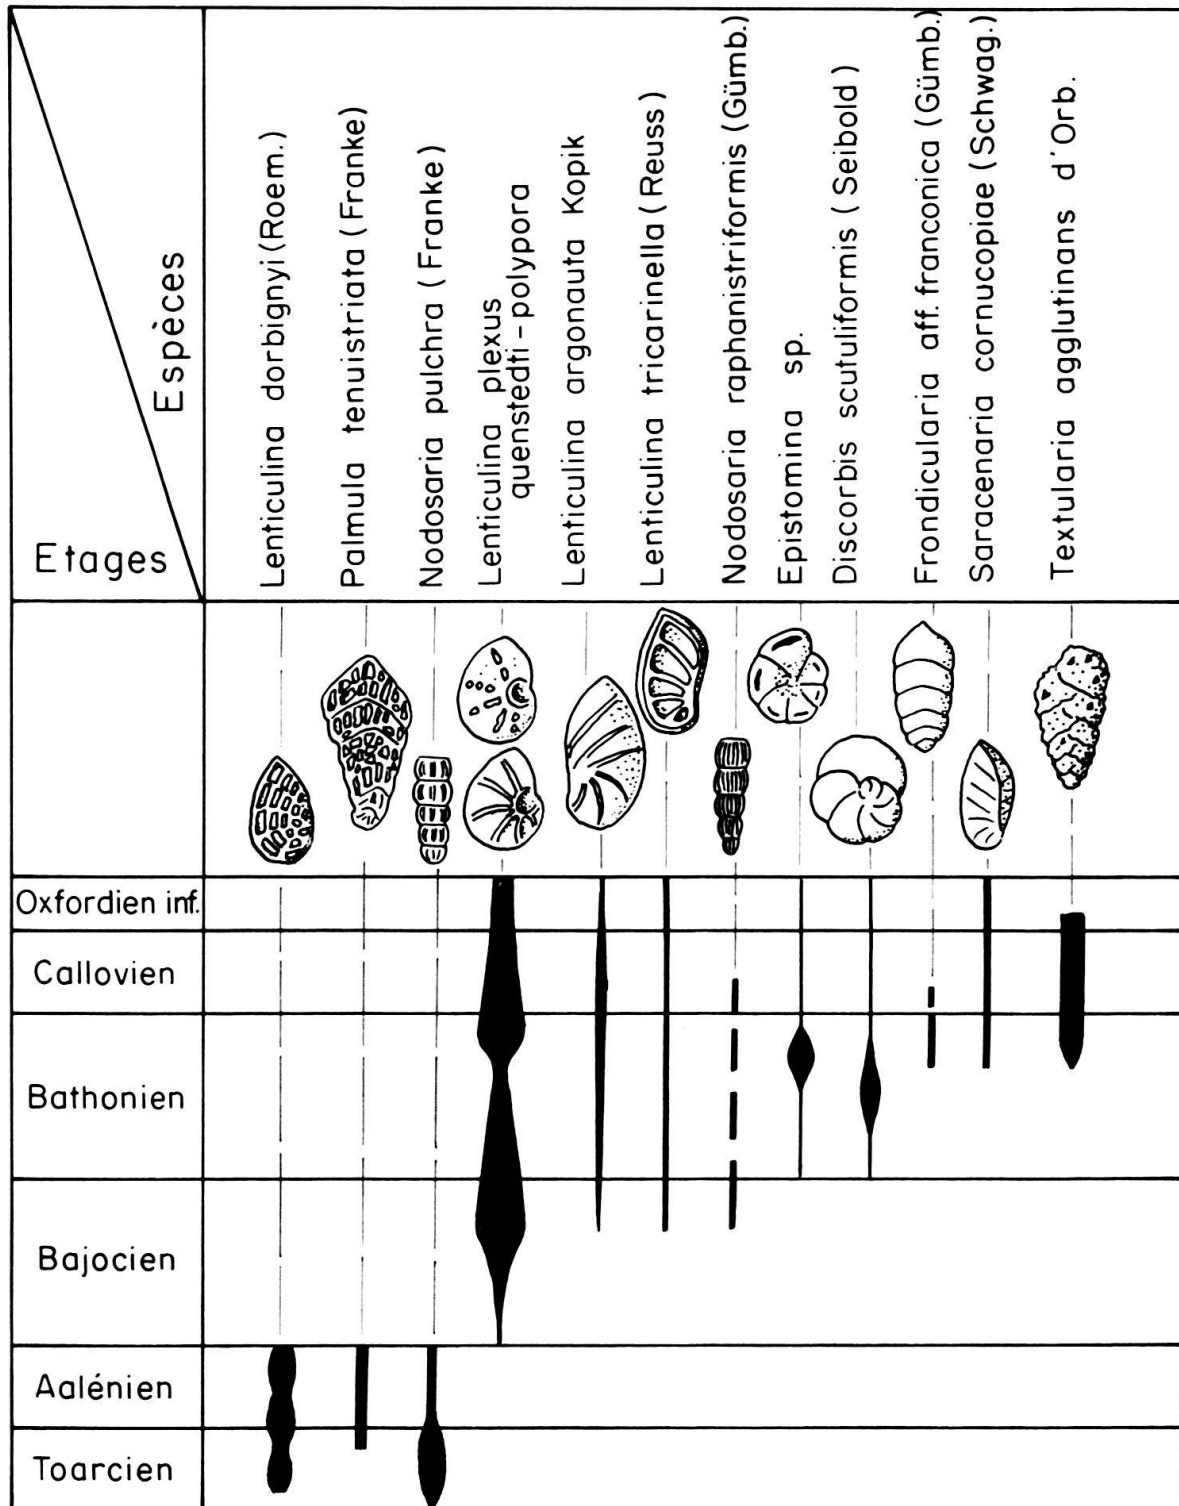 Espèces
Etages
Lenticulina dorbignyi (Roem.)
Palmula tenuistriata (Franke)
Nodosaria pulchra (Franke)
Lenticulina plexus
quenstedti - polypora
Lenticulina argonauta Kopik
Lenticulina tricarinella (Reuss)
Nodosaria raphanistriformis (Gümb.)
Epistomina sp.
Discorbis scutuliformis (Seibold)
Frondicularia aff. franconica (Gümb.)
Saracenaria cornucopiae (Schwag.)
Textularia agglutinans d'Orb.
Oxfordien inf.
Callovien
Bathonien
Bajocien
Aalénien
Toarcien